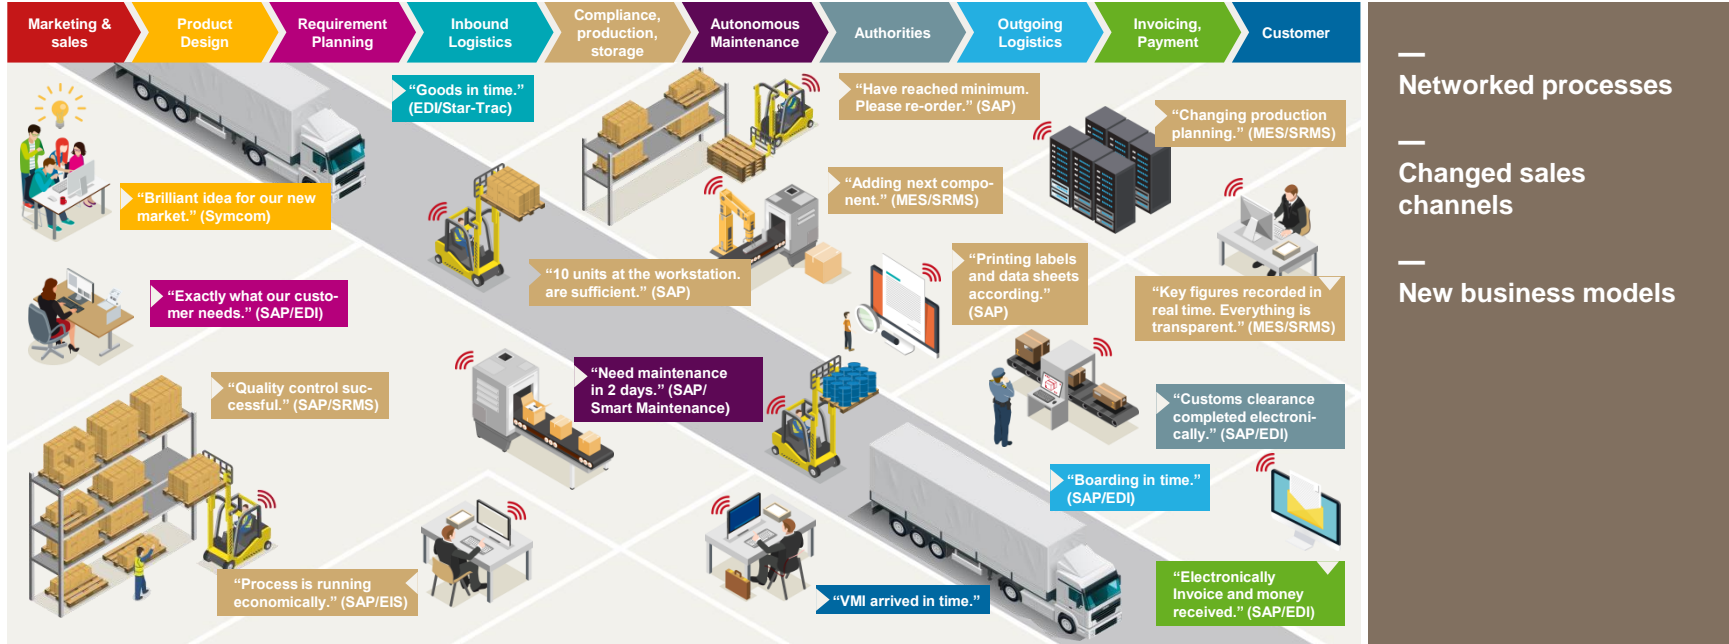 Marketing &
sales
Product
Design
Requirement
Planning
Inbound
Logistics
Compliance,
production,
storage
Autonomous
Maintenance
Authorities
Outgoing
Logistics
Invoicing,
Payment
Customer
“Goods in time.”
(EDI/Star-Trac)
“Have reached minimum.
Please re-order.” (SAP)
“Changing production
planning.” (MES/SRMS)
“Brilliant idea for our new
market.” (Symcom)
“Adding next compo-
nent.” (MES/SRMS)
“10 units at the workstation.
are sufficient.” (SAP)
“Printing labels
and data sheets
according.”
(SAP)
“Exactly what our custo-
mer needs.” (SAP/EDI)
“Key figures recorded in
real time. Everything is
transparent.” (MES/SRMS)
“Quality control suc-
cessful.” (SAP/SRMS)
“Need maintenance
in 2 days.” (SAP/
Smart Maintenance)
“Customs clearance
completed electroni-
cally.” (SAP/EDI)
“Boarding in time.”
(SAP/EDI)
“Process is running
economically.” (SAP/EIS)
“VMI arrived in time.”
“Electronically
Invoice and money
received.” (SAP/EDI)
Networked processes
Changed sales
channels
New business models